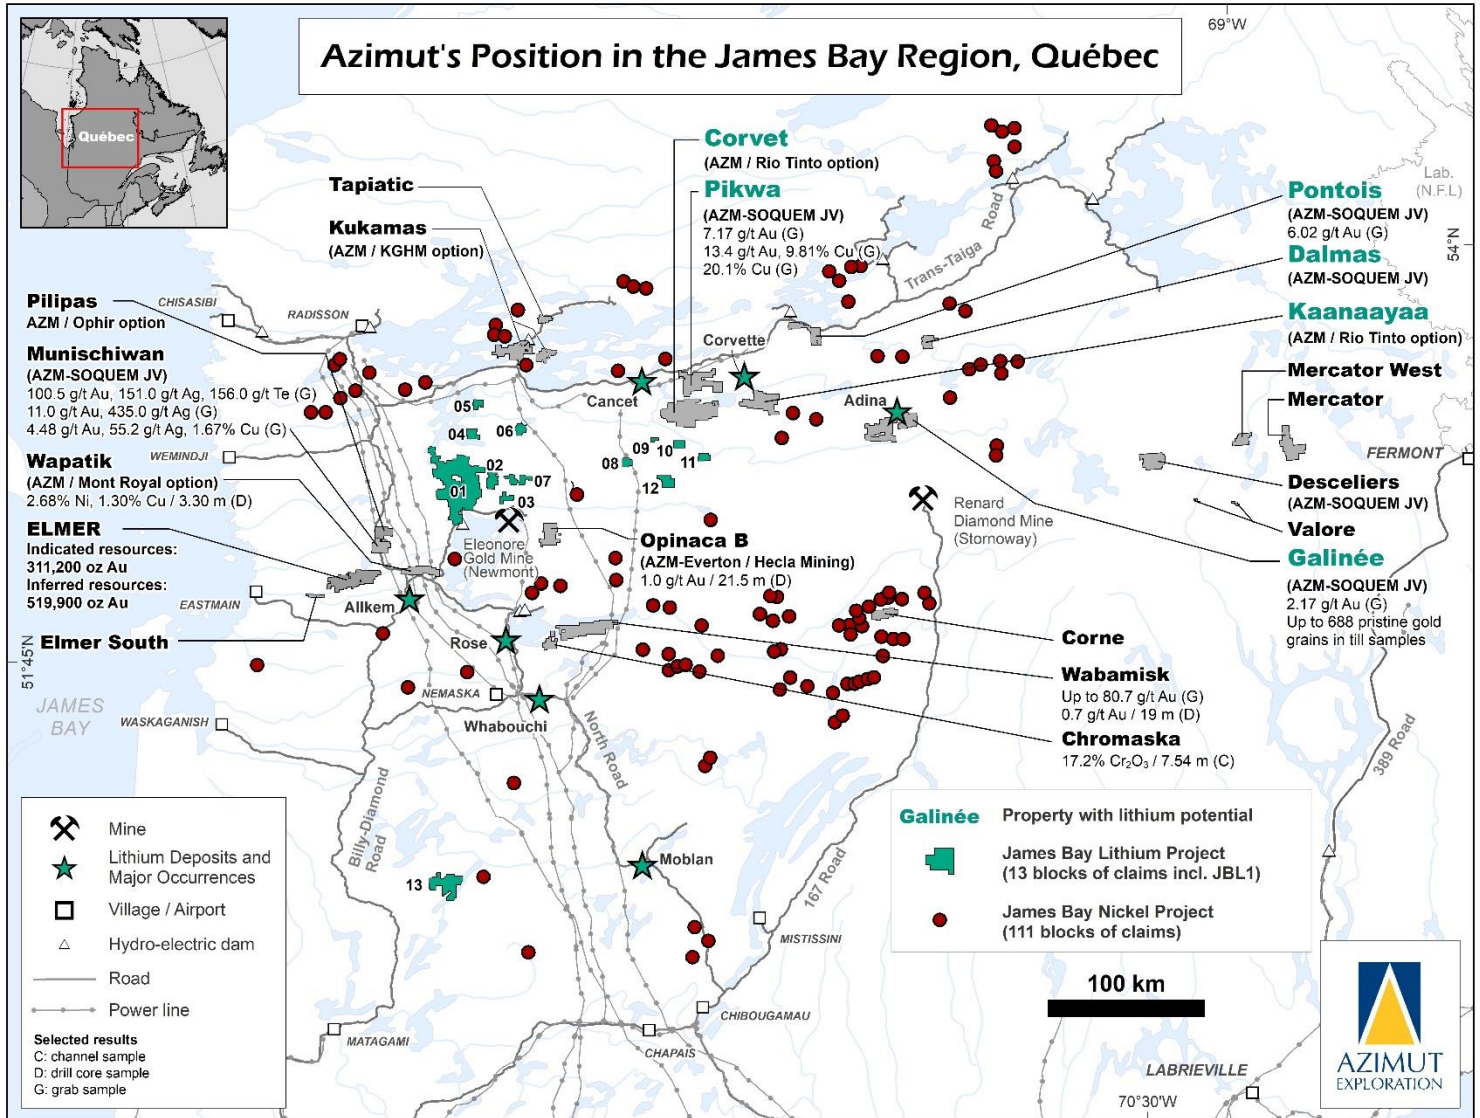 Azimut's Position in the James Bay Region, Québec
Québec
69°W
54°N
Lab.
(N.F.L)
Corvet
(AZM / Rio Tinto option)
Pikwa
(AZM-SOQUEM JV)
7.17 g/t Au (G)
13.4 g/t Au, 9.81% Cu (G)
20.1% Cu (G)
Tapiatic
Kukamas
(AZM / KGHM option)
Trans-Taiga Road
Pontois
(AZM-SOQUEM JV)
6.02 g/t Au (G)
Dalmas
(AZM-SOQUEM JV)
Kaanaayaa
(AZM / Rio Tinto option)
Mercator West
Mercator
FERMONT
Desceliers
(AZM-SOQUEM JV)
Valore
Galinée
(AZM-SOQUEM JV)
2.17 g/t Au (G)
Up to 688 pristine gold
grains in till samples
Pilipas
AZM / Ophir option
Munischiwan
(AZM-SOQUEM JV)
100.5 g/t Au, 151.0 g/t Ag, 156.0 g/t Te (G)
11.0 g/t Au, 435.0 g/t Ag (G)
4.48 g/t Au, 55.2 g/t Ag, 1.67% Cu (G)
Wapatik
(AZM / Mont Royal option)
2.68% Ni, 1.30% Cu / 3.30 m (D)
ELMER
Indicated resources:
311,200 oz Au
Inferred resources:
519,900 oz Au
Elmer South
CHISASIBI
RADISSON
WEMINDJI
EASTMAIN
51°45'N
JAMES
BAY
WASKAGANISH
NEMASKA
Corvette
Cancet
Adina
05
04
06
01
02
07
03
08
09
10
11
12
Eleonore
Gold Mine
(Newmont)
Renard
Diamond Mine
(Stornoway)
Opinaca B
(AZM-Everton / Hecla Mining)
1.0 g/t Au / 21.5 m (D)
Allkem
Rose
Whabouchi
Corne
Wabamisk
Up to 80.7 g/t Au (G)
0.7 g/t Au / 19 m (D)
Chromaska
17.2% Cr₂O₃ / 7.54 m (C)
North Road
Billy-Diamond
Road
167 Road
389 Road
13
Moblan
MISTISSINI
CHIBOUGAMAU
CHAPAIS
MATAGAMI
LABRIEVILLE
70°30'W
Mine
Lithium Deposits and
Major Occurrences
Village / Airport
Hydro-electric dam
Road
Power line
Selected results
C: channel sample
D: drill core sample
G: grab sample
Galinée Property with lithium potential
James Bay Lithium Project
(13 blocks of claims incl. JBL1)
James Bay Nickel Project
(111 blocks of claims)
100 km
AZIMUT
EXPLORATION